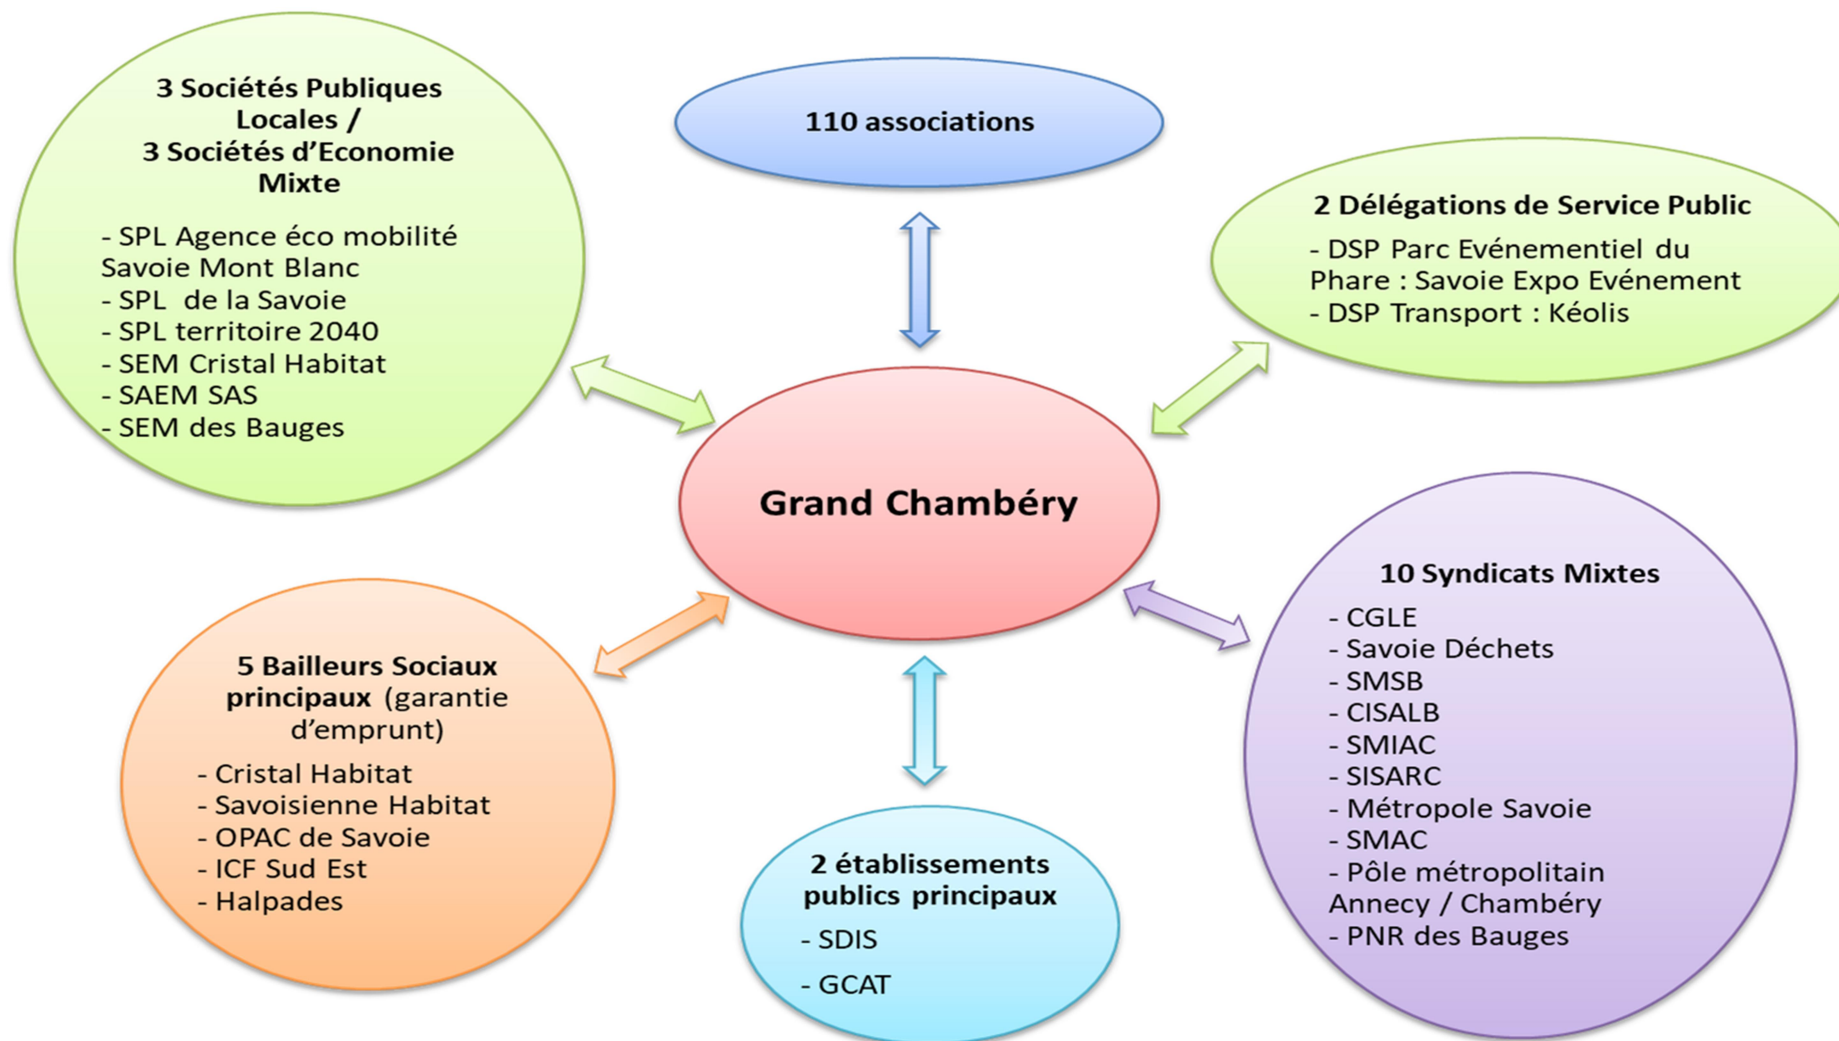 3 Sociétés Publiques
Locales /
3 Sociétés d'Economie
Mixte
- SPL Agence éco mobilité
Savoie Mont Blanc
- SPL de la Savoie
- SPL territoire 2040
- SEM Cristal Habitat
- SAEM SAS
- SEM des Bauges
110 associations
2 Délégations de Service Public
- DSP Parc Evénementiel du
Phare : Savoie Expo Evénement
- DSP Transport : Kéolis
Grand Chambéry
5 Bailleurs Sociaux
principaux (garantie
d'emprunt)
- Cristal Habitat
- Savoisienne Habitat
- OPAC de Savoie
- ICF Sud Est
- Halpades
2 établissements
publics principaux
- SDIS
- GCAT
10 Syndicats Mixtes
- CGLE
- Savoie Déchets
- SMSB
- CISALB
- SMIAC
- SISARC
- Métropole Savoie
- SMAC
- Pôle métropolitain
Annecy / Chambéry
- PNR des Bauges